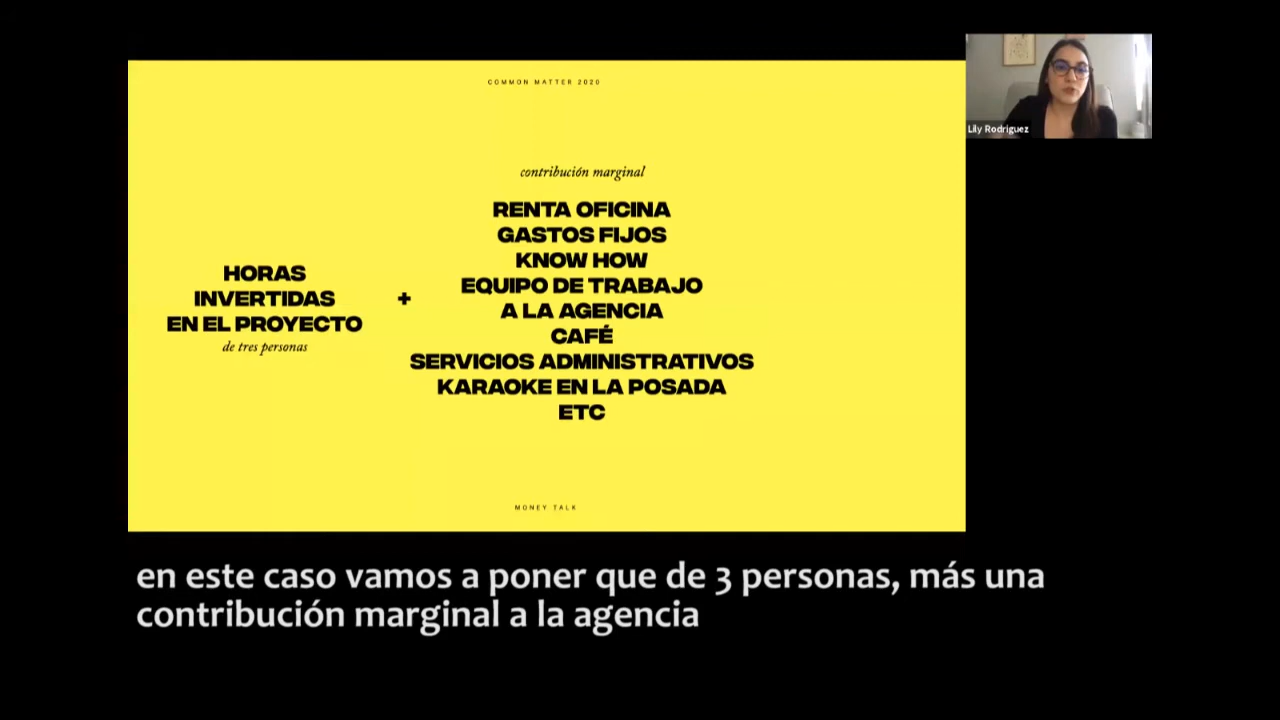 COMMON MATTER 2020
Lily Rodriguez
contribución marginal
HORAS
INVERTIDAS
EN EL PROYECTO
de tres personas
+
RENTA OFICINA
GASTOS FIJOS
KNOW HOW
EQUIPO DE TRABAJO
A LA AGENCIA
CAFÉ
SERVICIOS ADMINISTRATIVOS
KARAOKE EN LA POSADA
ETC
MONEY TALK
en este caso vamos a poner que de 3 personas, más una
contribución marginal a la agencia